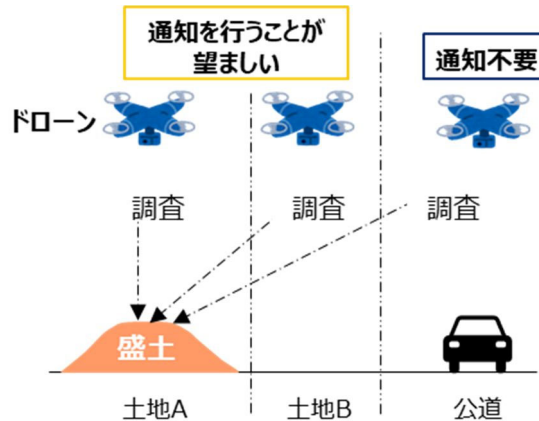 通知を行うことが
望ましい
通知不要
ドローン
調査
調査
調査
盛土
土地A
土地B
公道